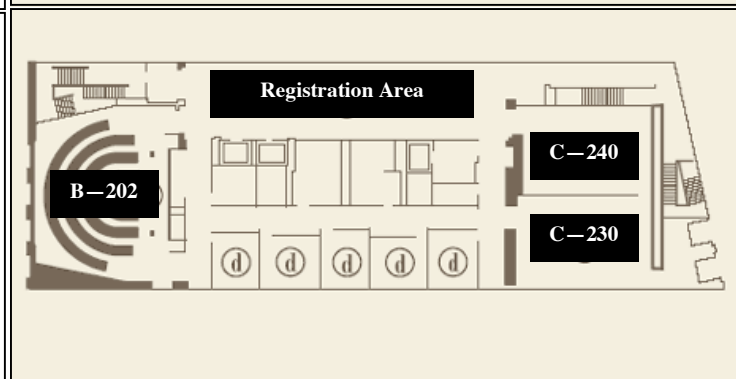 Registration Area
B—202
C—240
C—230
d d d d d